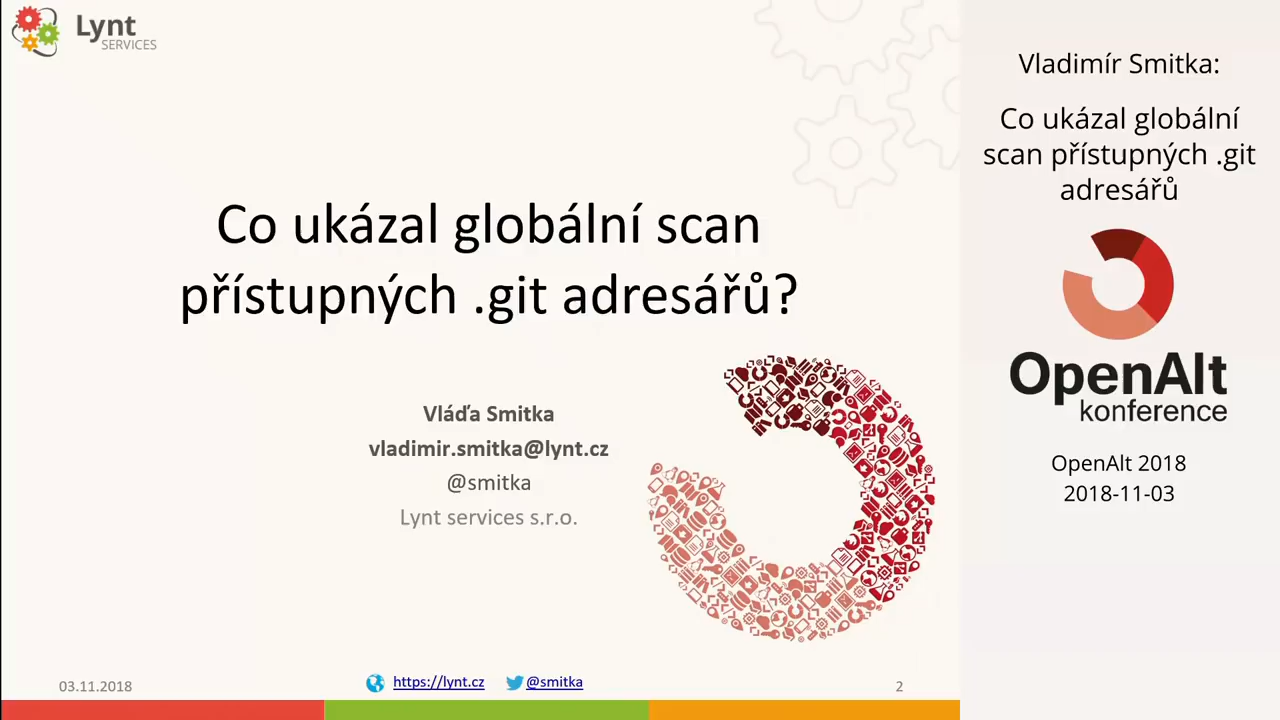 Lynt
SERVICES
Co ukázal globální scan
přístupných .git adresářů?
Vláďa Smitka
vladimir.smitka@lynt.cz
@smitka
Lynt services s.r.o.
03.11.2018
https://lynt.cz
@smitka
2
Vladimír Smitka:
Co ukázal globální
scan přístupných .git
adresářů
OpenAlt
konference
OpenAlt 2018
2018-11-03